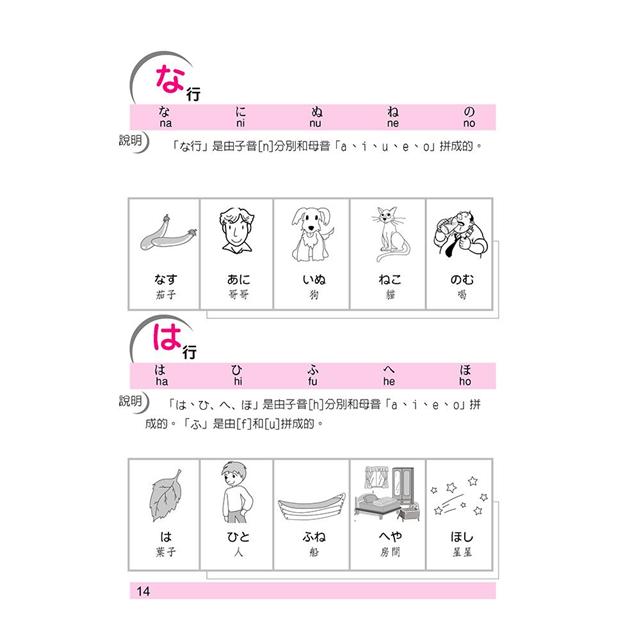 な行
な に ぬ ね の
na ni nu ne no
說明 「な行」是由子音[n]分別和母音「a、i、u、e、o」拼成的。
なす あに いぬ ねこ のむ
茄子 哥哥 狗 貓 喝
は行
は ひ ふ へ ほ
ha hi fu he ho
說明 「は、ひ、へ、ほ」是由子音[h]分別和母音「a、i、e、o」拼
成的。「ふ」是由[f]和[u]拼成的。
は ひと ふね へや ほし
葉子 人 船 房間 星星
14